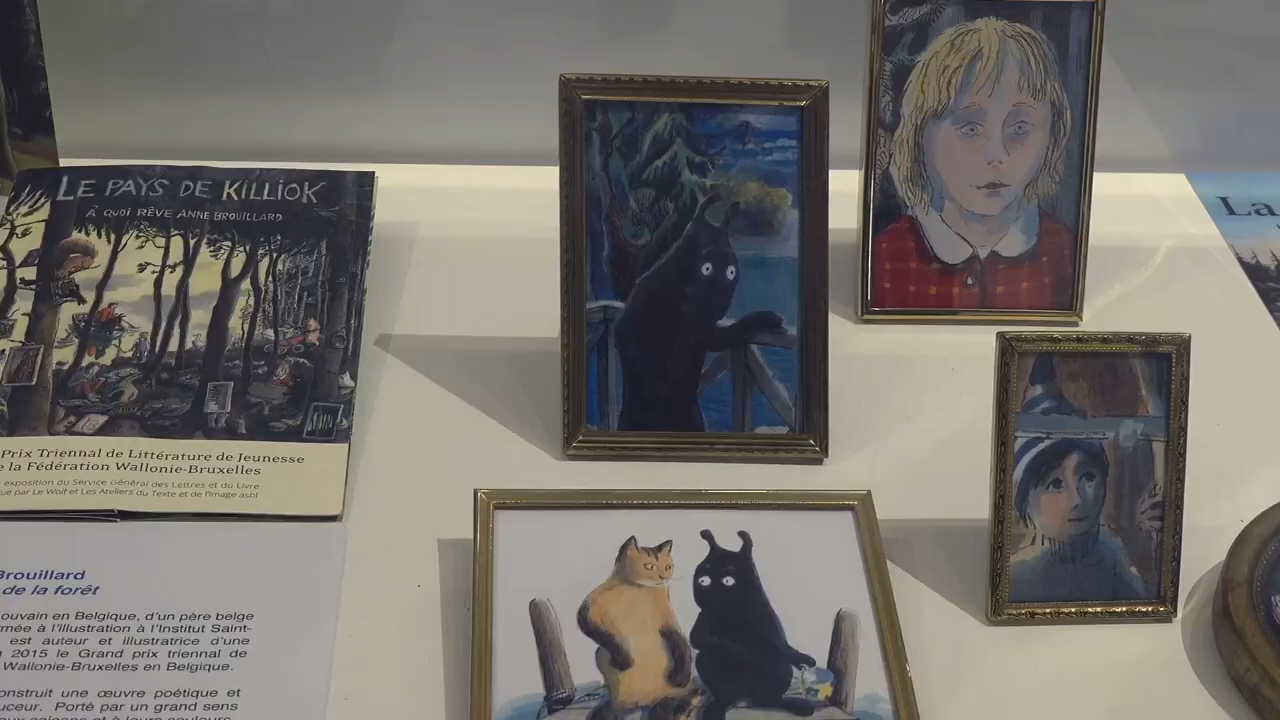 LE PAYS DE KILLIOK
À QUOI RÊVE ANNE BROUILLARD
Prix Triennal de Littérature de Jeunesse
la Fédération Wallonie-Bruxelles
exposition du Service Général des Lettres et du Livre
par Le Wolf et Les Ateliers du Texte et de l'Image asbl
Brouillard
de la forêt
en Belgique, d'un père belge
à l'illustration à l'Institut Saint-
est auteur et illustratrice d'une
2015 le Grand prix triennal de
Wallonie-Bruxelles en Belgique.
une œuvre poétique et
Porté par un grand sens
saisons et à leurs couleurs
La